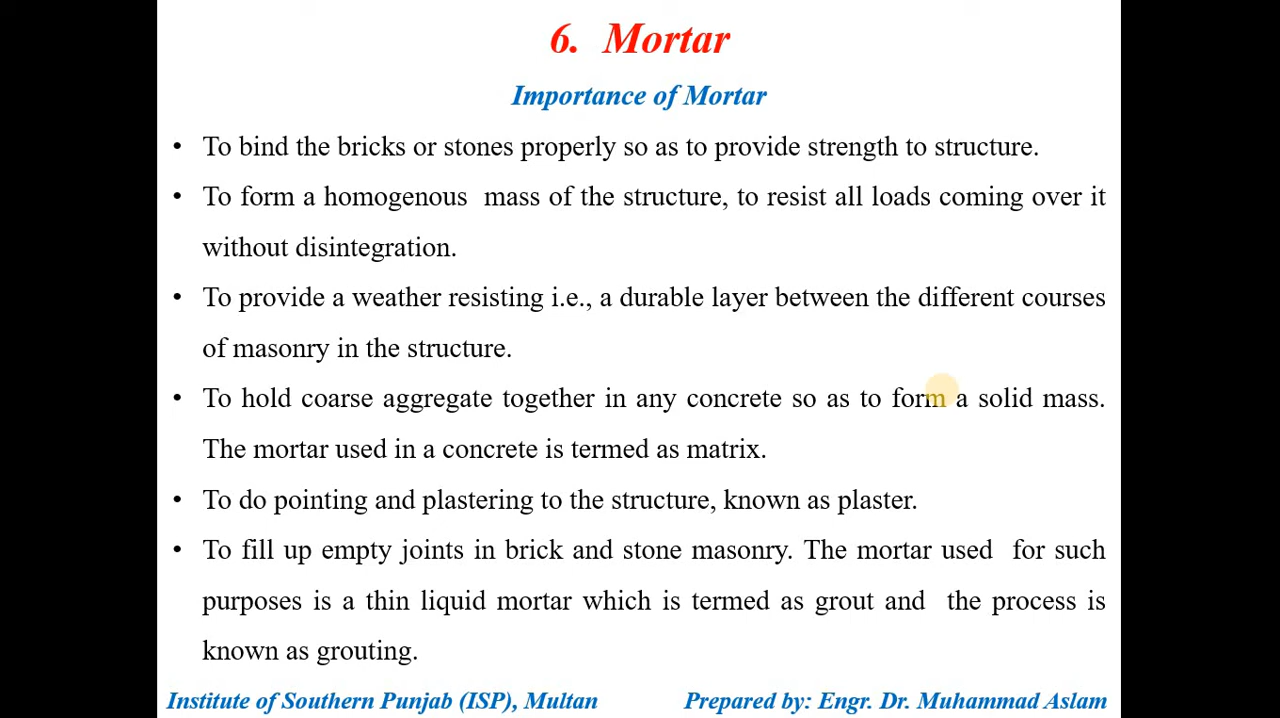 6. Mortar
Importance of Mortar
• To bind the bricks or stones properly so as to provide strength to structure.
• To form a homogenous mass of the structure, to resist all loads coming over it
without disintegration.
• To provide a weather resisting i.e., a durable layer between the different courses
of masonry in the structure.
• To hold coarse aggregate together in any concrete so as to form a solid mass.
The mortar used in a concrete is termed as matrix.
• To do pointing and plastering to the structure, known as plaster.
• To fill up empty joints in brick and stone masonry. The mortar used for such
purposes is a thin liquid mortar which is termed as grout and the process is
known as grouting.
Institute of Southern Punjab (ISP), Multan Prepared by: Engr. Dr. Muhammad Aslam